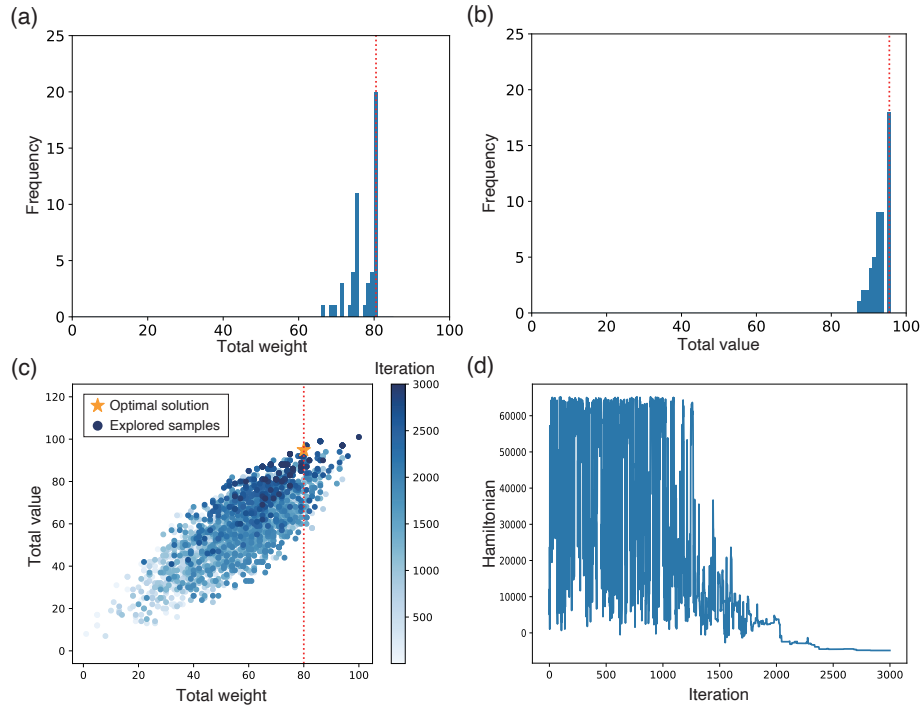 (a)
25
20
15
10
5
0
Frequency
0 20 40 60 80 100
Total weight
(b)
25
20
15
10
5
0
Frequency
0 20 40 60 80 100
Total value
(c)
Iteration
120
100
80
60
40
20
0
Total value
Optimal solution
Explored samples
0 20 40 60 80 100
Total weight
3000
2500
2000
1500
1000
500
(d)
60000
50000
40000
30000
20000
10000
0
Hamiltonian
0 500 1000 1500 2000 2500 3000
Iteration